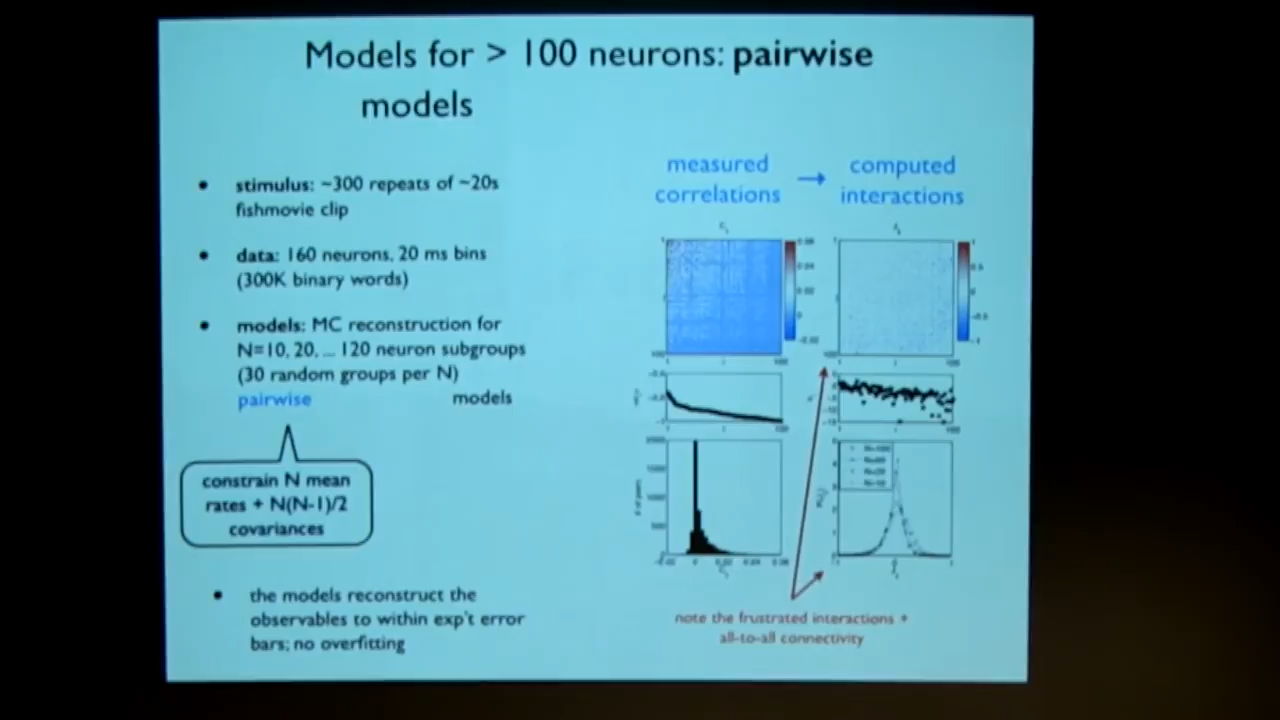 Models for > 100 neurons: pairwise
models
• stimulus: ~300 repeats of ~20s
fishmovie clip
• data: 160 neurons, 20 ms bins
(300K binary words)
• models: MC reconstruction for
N=10, 20, ... 120 neuron subgroups
(30 random groups per N)
pairwise models
constrain N mean
rates + N(N-1)/2
covariances
• the models reconstruct the
observables to within exp't error
bars; no overfitting
measured → computed
correlations interactions
note the frustrated interactions +
all-to-all connectivity